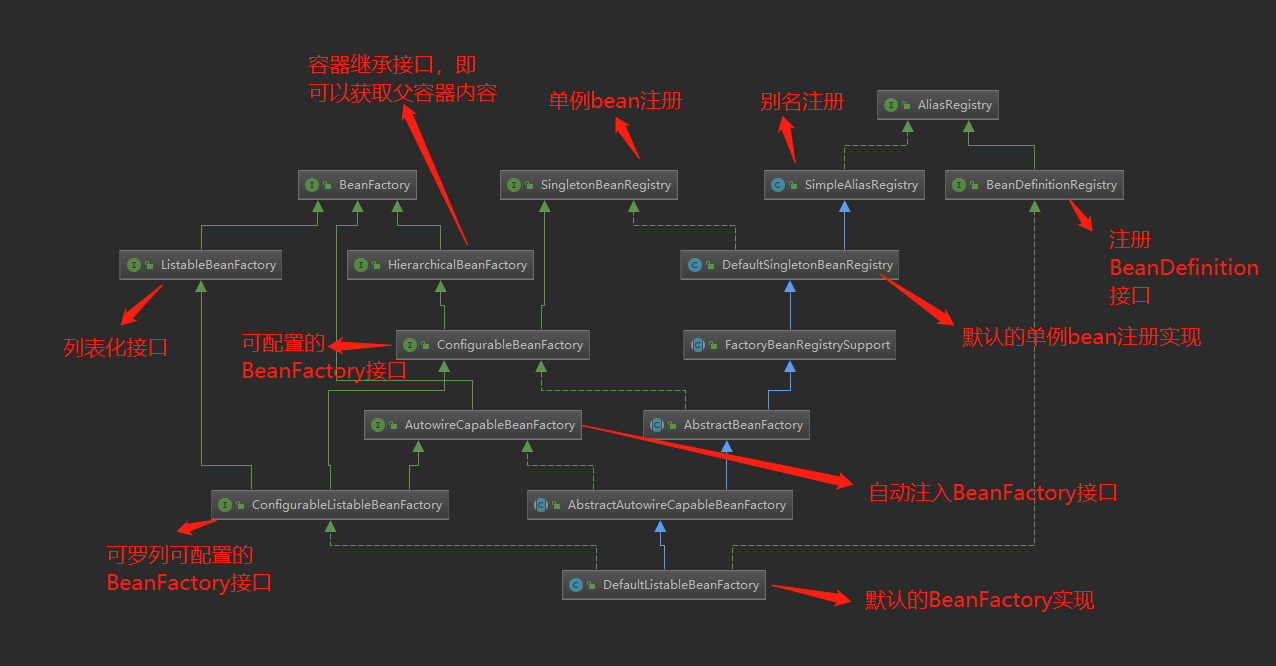 容器继承接口，即
可以获取父容器内容
单例bean注册
别名注册
AliasRegistry
BeanFactory
SingletonBeanRegistry
SimpleAliasRegistry
BeanDefinitionRegistry
注册
BeanDefinition
接口
ListableBeanFactory
HierarchicalBeanFactory
DefaultSingletonBeanRegistry
列表化接口
可配置的
BeanFactory接口
ConfigurableBeanFactory
FactoryBeanRegistrySupport
默认的单例bean注册实现
AutowireCapableBeanFactory
AbstractBeanFactory
自动注入BeanFactory接口
ConfigurableListableBeanFactory
AbstractAutowireCapableBeanFactory
可罗列可配置的
BeanFactory接口
DefaultListableBeanFactory
默认的BeanFactory实现